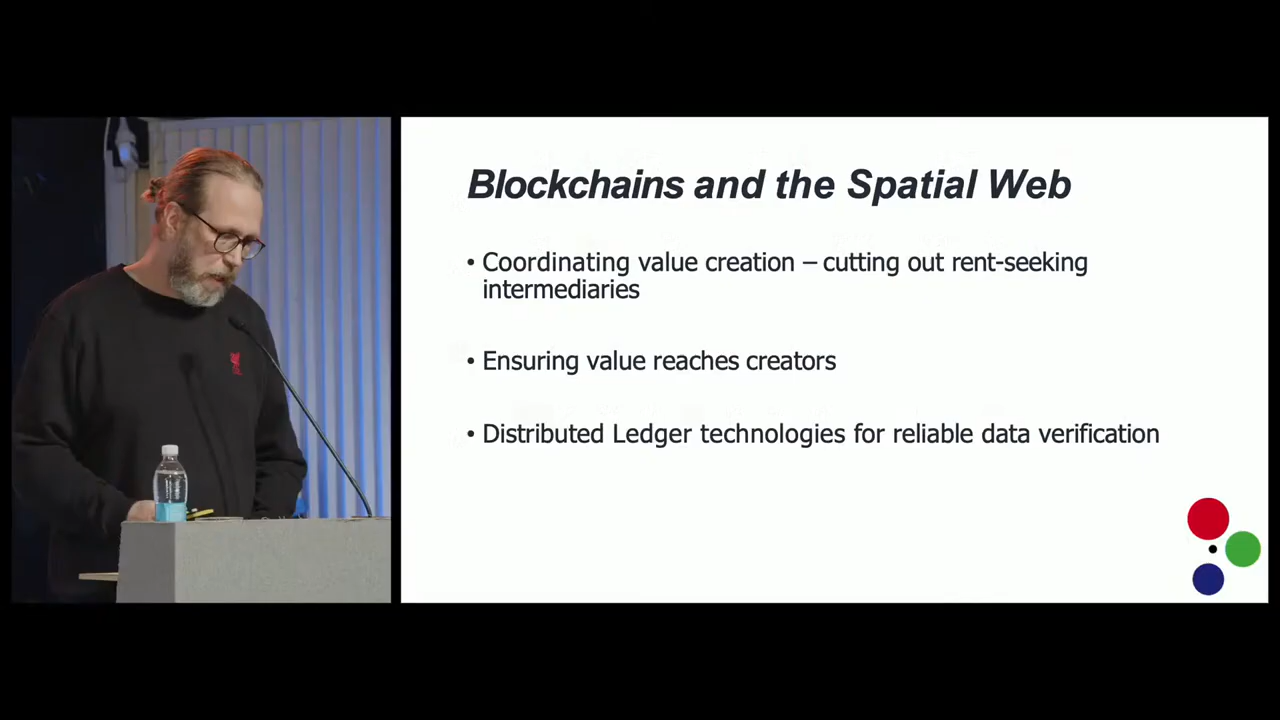 Blockchains and the Spatial Web
• Coordinating value creation – cutting out rent-seeking
intermediaries
• Ensuring value reaches creators
• Distributed Ledger technologies for reliable data verification